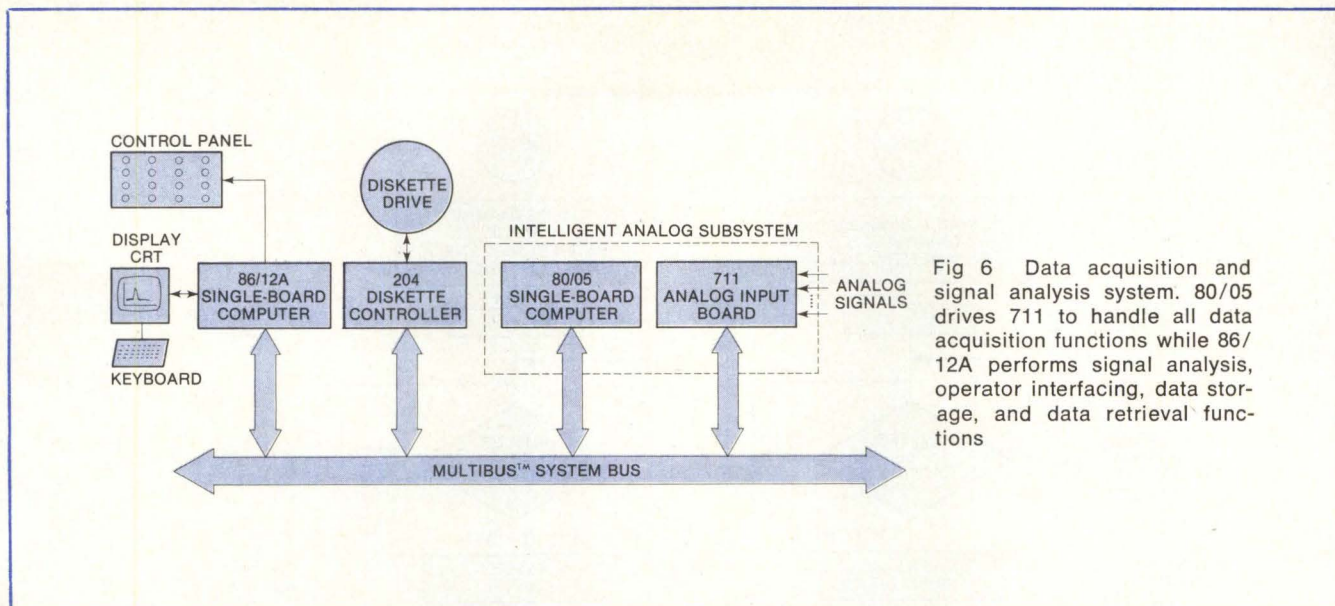 CONTROL PANEL
DISPLAY
CRT
KEYBOARD
86/12A
SINGLE-BOARD
COMPUTER
DISKETTE
DRIVE
204
DISKETTE
CONTROLLER
INTELLIGENT ANALOG SUBSYSTEM
80/05
SINGLE-BOARD
COMPUTER
711
ANALOG INPUT
BOARD
ANALOG
SIGNALS
MULTIBUS™ SYSTEM BUS
Fig 6 Data acquisition and
signal analysis system. 80/05
drives 711 to handle all data
acquisition functions while 86/
12A performs signal analysis,
operator interfacing, data stor-
age, and data retrieval func-
tions